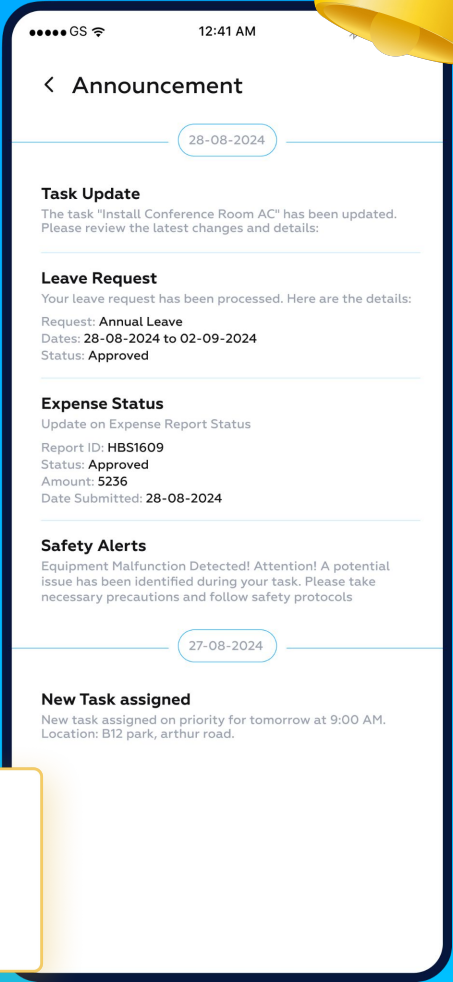 GS 12:41 AM
Announcement
28-08-2024
Task Update
The task "Install Conference Room AC" has been updated.
Please review the latest changes and details:
Leave Request
Your leave request has been processed. Here are the details:
Request: Annual Leave
Dates: 28-08-2024 to 02-09-2024
Status: Approved
Expense Status
Update on Expense Report Status
Report ID: HBS1609
Status: Approved
Amount: 5236
Date Submitted: 28-08-2024
Safety Alerts
Equipment Malfunction Detected! Attention! A potential
issue has been identified during your task. Please take
necessary precautions and follow safety protocols
27-08-2024
New Task assigned
New task assigned on priority for tomorrow at 9:00 AM.
Location: B12 park, arthur road.